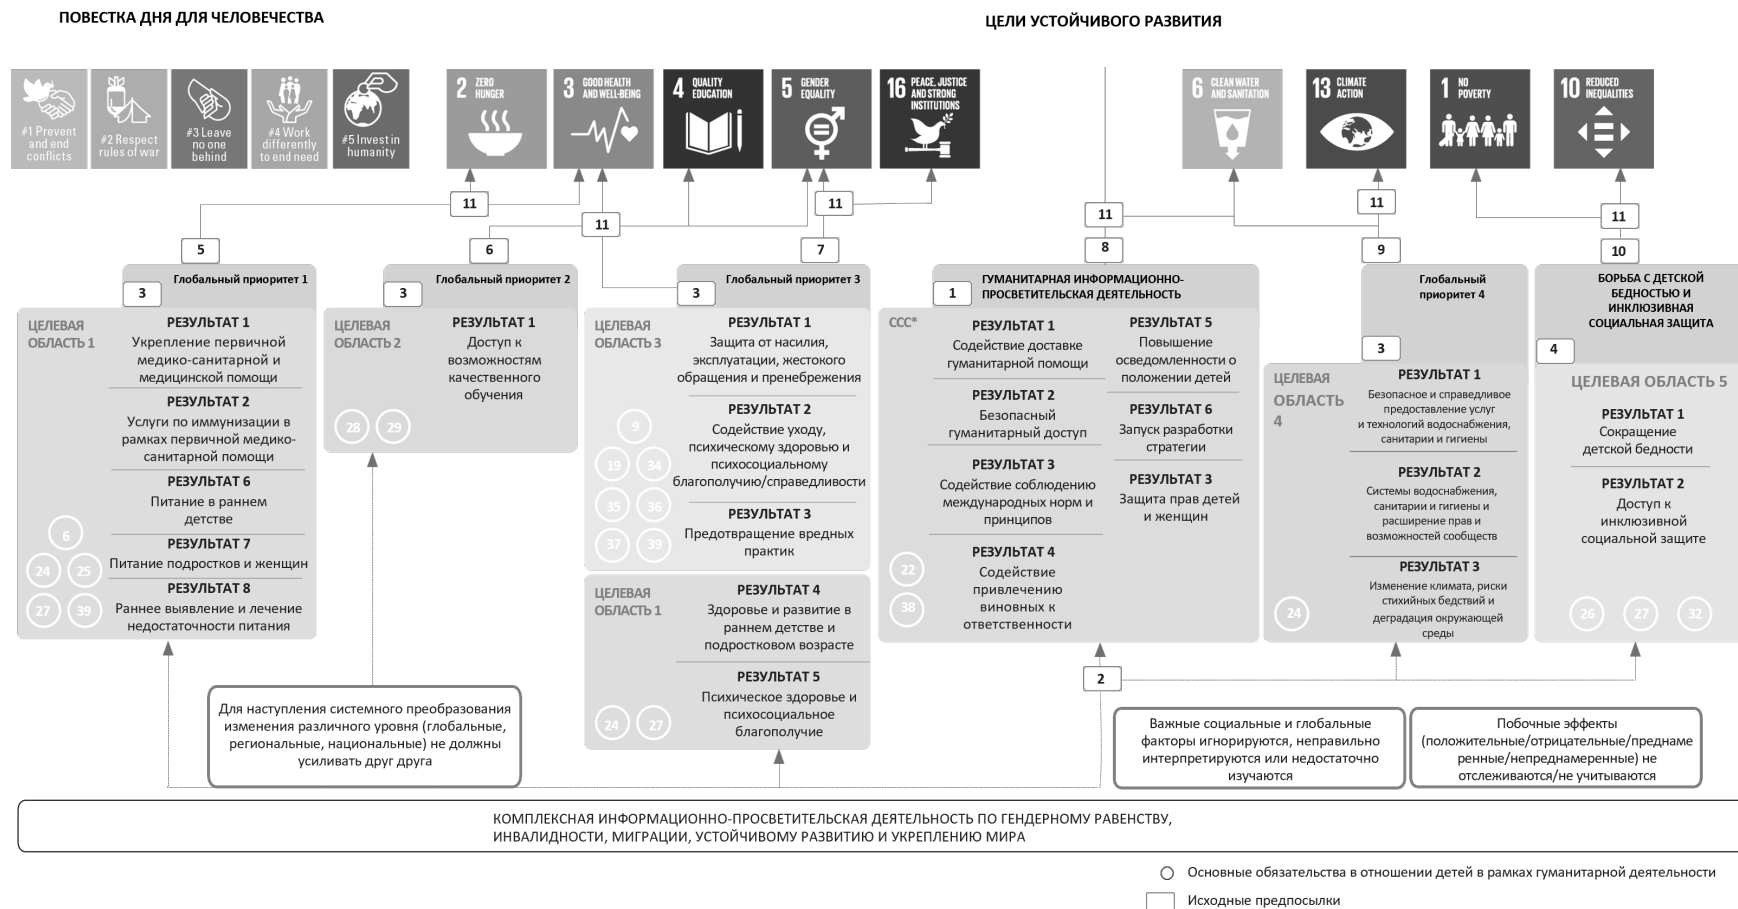 ПОВЕСТКА ДНЯ ДЛЯ ЧЕЛОВЕЧЕСТВА
ЦЕЛИ УСТОЙЧИВОГО РАЗВИТИЯ
#1 Prevent
and end
conflicts
#2 Respect
rules of war
#3 Leave
no one
behind
#4 Work
differently
to end need
#5 Invest in
humanity
2 ZERO
HUNGER
3 GOOD HEALTH
AND WELL-BEING
4 QUALITY
EDUCATION
5 GENDER
EQUALITY
16 PEACE, JUSTICE
AND STRONG
INSTITUTIONS
6 CLEAN WATER
AND SANITATION
13 CLIMATE
ACTION
1 NO
POVERTY
10 REDUCED
INEQUALITIES
11
11
11
11
11
11
5
6
7
8
9
10
3
Глобальный приоритет 1
ЦЕЛЕВАЯ
ОБЛАСТЬ 1
РЕЗУЛЬТАТ 1
Укрепление первичной
медико-санитарной и
медицинской помощи
РЕЗУЛЬТАТ 2
Услуги по иммунизации в
рамках первичной медико-
санитарной помощи
РЕЗУЛЬТАТ 6
Питание в раннем
детстве
РЕЗУЛЬТАТ 7
Питание подростков и женщин
РЕЗУЛЬТАТ 8
Раннее выявление и лечение
недостаточности питания
6
24
25
27
39
3
Глобальный приоритет 2
ЦЕЛЕВАЯ
ОБЛАСТЬ 2
РЕЗУЛЬТАТ 1
Доступ к
возможностям
качественного
обучения
28
29
3
Глобальный приоритет 3
ЦЕЛЕВАЯ
ОБЛАСТЬ 3
РЕЗУЛЬТАТ 1
Защита от насилия,
эксплуатации, жестокого
обращения и пренебрежения
РЕЗУЛЬТАТ 2
Содействие уходу,
психическому здоровью и
психосоциальному
благополучию/справедливости
РЕЗУЛЬТАТ 3
Предотвращение вредных
практик
9
19
34
35
36
37
39
ЦЕЛЕВАЯ
ОБЛАСТЬ 1
РЕЗУЛЬТАТ 4
Здоровье и развитие в
раннем детстве и
подростковом возрасте
РЕЗУЛЬТАТ 5
Психическое здоровье и
психосоциальное
благополучие
24
27
1
ГУМАНИТАРНАЯ ИНФОРМАЦИОННО-
ПРОСВЕТИТЕЛЬСКАЯ ДЕЯТЕЛЬНОСТЬ
CCC*
РЕЗУЛЬТАТ 1
Содействие доставке
гуманитарной помощи
РЕЗУЛЬТАТ 2
Безопасный
гуманитарный доступ
РЕЗУЛЬТАТ 3
Содействие соблюдению
международных норм и
принципов
РЕЗУЛЬТАТ 4
Содействие
привлечению
виновных к
ответственности
РЕЗУЛЬТАТ 5
Повышение
осведомленности о
положении детей
РЕЗУЛЬТАТ 6
Запуск разработки
стратегии
РЕЗУЛЬТАТ 3
Защита прав детей
и женщин
22
38
Глобальный
приоритет 4
3
ЦЕЛЕВАЯ
ОБЛАСТЬ
4
РЕЗУЛЬТАТ 1
Безопасное и справедливое
предоставление услуг
и технологий водоснабжения,
санитарии и гигиены
РЕЗУЛЬТАТ 2
Системы водоснабжения,
санитарии и гигиены и
расширение прав и
возможностей сообществ
РЕЗУЛЬТАТ 3
Изменение климата, риски
стихийных бедствий и
деградация окружающей
среды
24
БОРЬБА С ДЕТСКОЙ
БЕДНОСТЬЮ И
ИНКЛЮЗИВНАЯ
СОЦИАЛЬНАЯ ЗАЩИТА
4
ЦЕЛЕВАЯ ОБЛАСТЬ 5
РЕЗУЛЬТАТ 1
Сокращение
детской бедности
РЕЗУЛЬТАТ 2
Доступ к
инклюзивной
социальной защите
26
27
32
2
Для наступления системного преобразования
изменения различного уровня (глобальные,
региональные, национальные) не должны
усиливать друг друга
Важные социальные и глобальные
факторы игнорируются, неправильно
интерпретируются или недостаточно
изучаются
Побочные эффекты
(положительные/отрицательные/преднаме
ренные/непреднамеренные) не
отслеживаются/не учитываются
КОМПЛЕКСНАЯ ИНФОРМАЦИОННО-ПРОСВЕТИТЕЛЬСКАЯ ДЕЯТЕЛЬНОСТЬ ПО ГЕНДЕРНОМУ РАВЕНСТВУ,
ИНВАЛИДНОСТИ, МИГРАЦИИ, УСТОЙЧИВОМУ РАЗВИТИЮ И УКРЕПЛЕНИЮ МИРА
Основные обязательства в отношении детей в рамках гуманитарной деятельности
Исходные предпосылки